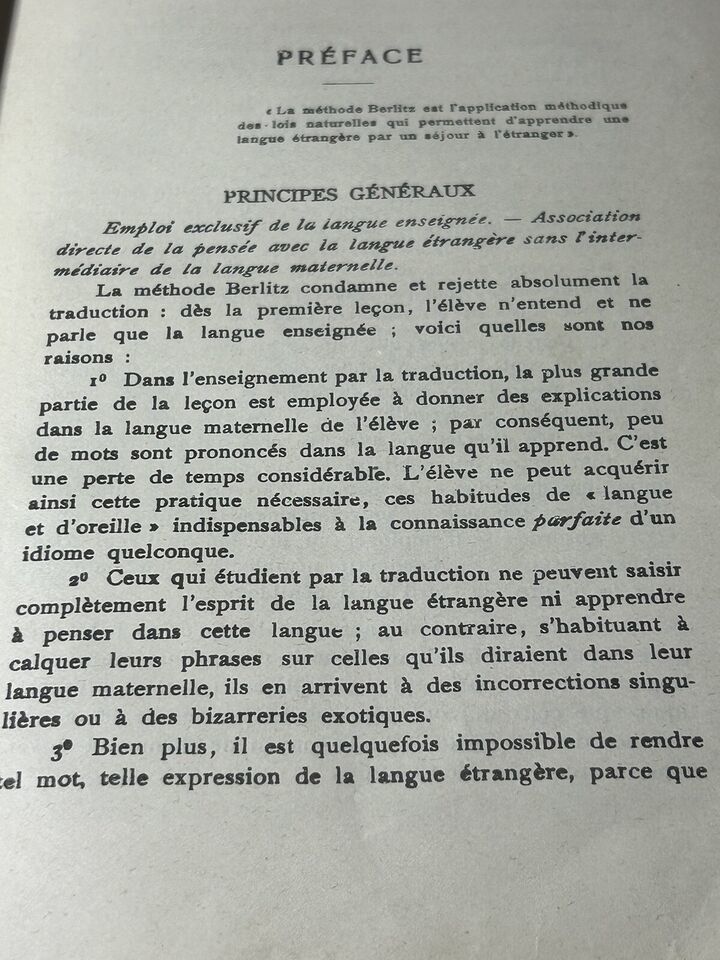 PRÉFACE
« La méthode Berlitz est l'application méthodique
des lois naturelles qui permettent d'apprendre une
langue étrangère par un séjour à l'étranger ».
PRINCIPES GÉNÉRAUX
Emploi exclusif de la langue enseignée. — Association
directe de la pensée avec la langue étrangère sans l'inter-
médiaire de la langue maternelle.
La méthode Berlitz condamne et rejette absolument la
traduction : dès la première leçon, l'élève n'entend et ne
parle que la langue enseignée ; voici quelles sont nos
raisons :
1º Dans l'enseignement par la traduction, la plus grande
partie de la leçon est employée à donner des explications
dans la langue maternelle de l'élève ; par conséquent, peu
de mots sont prononcés dans la langue qu'il apprend. C'est
une perte de temps considérable. L'élève ne peut acquérir
ainsi cette pratique nécessaire, ces habitudes de « langue
et d'oreille » indispensables à la connaissance parfaite d'un
idiome quelconque.
2º Ceux qui étudient par la traduction ne peuvent saisir
complètement l'esprit de la langue étrangère ni apprendre
à penser dans cette langue ; au contraire, s'habituant à
calquer leurs phrases sur celles qu'ils diraient dans leur
langue maternelle, ils en arrivent à des incorrections singu-
lières ou à des bizarreries exotiques.
3º Bien plus, il est quelquefois impossible de rendre
tel mot, telle expression de la langue étrangère, parce que